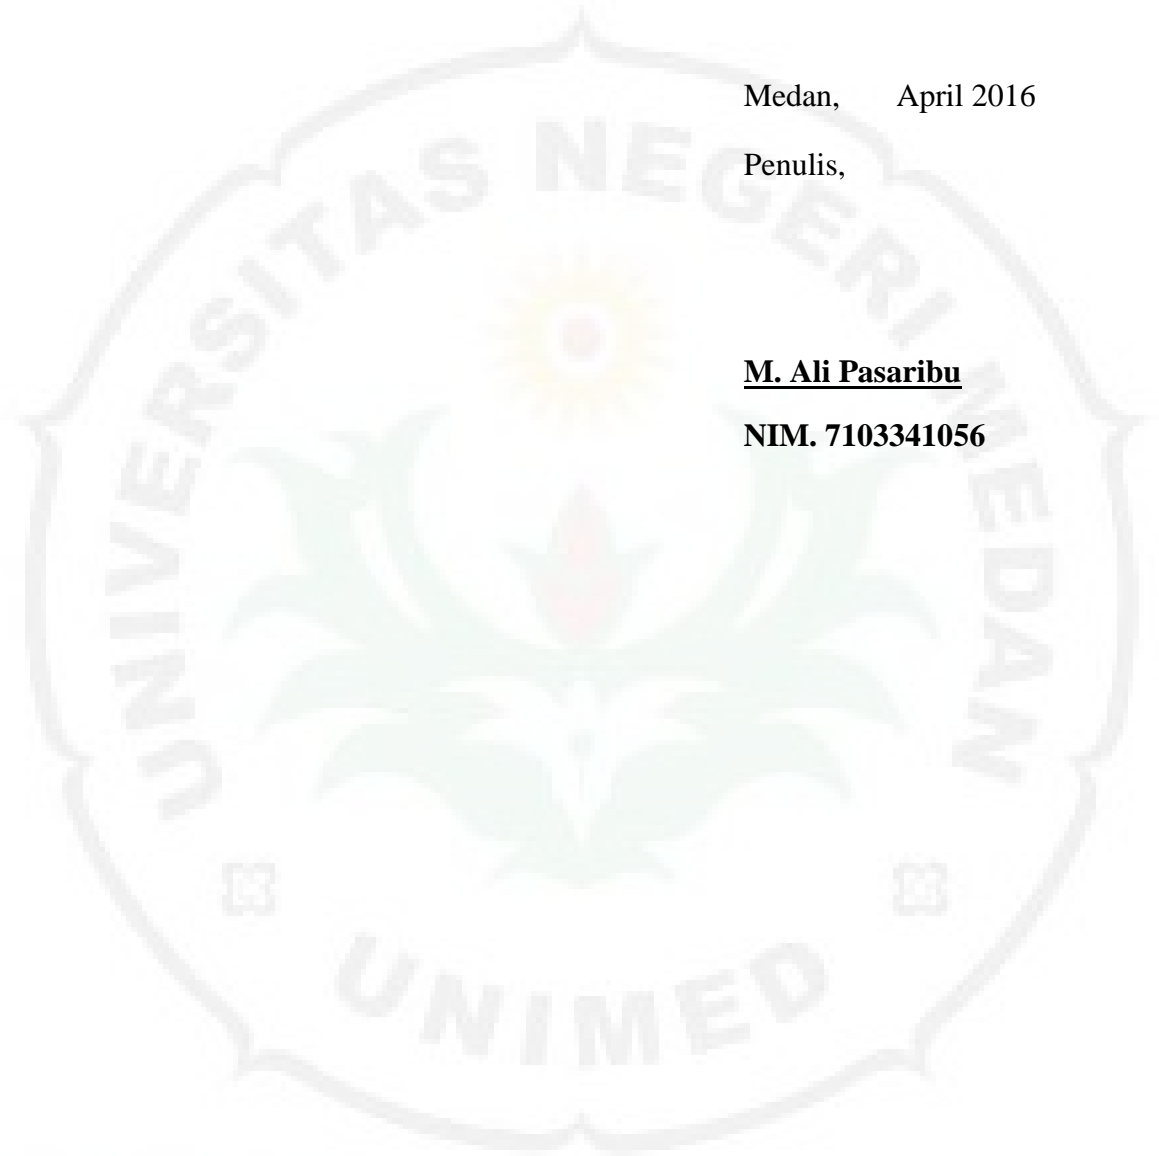 Medan, April 2016
Penulis,
M. Ali Pasaribu
NIM. 7103341056
UNIVERSITAS NEGERI MEDAN
UNIMED